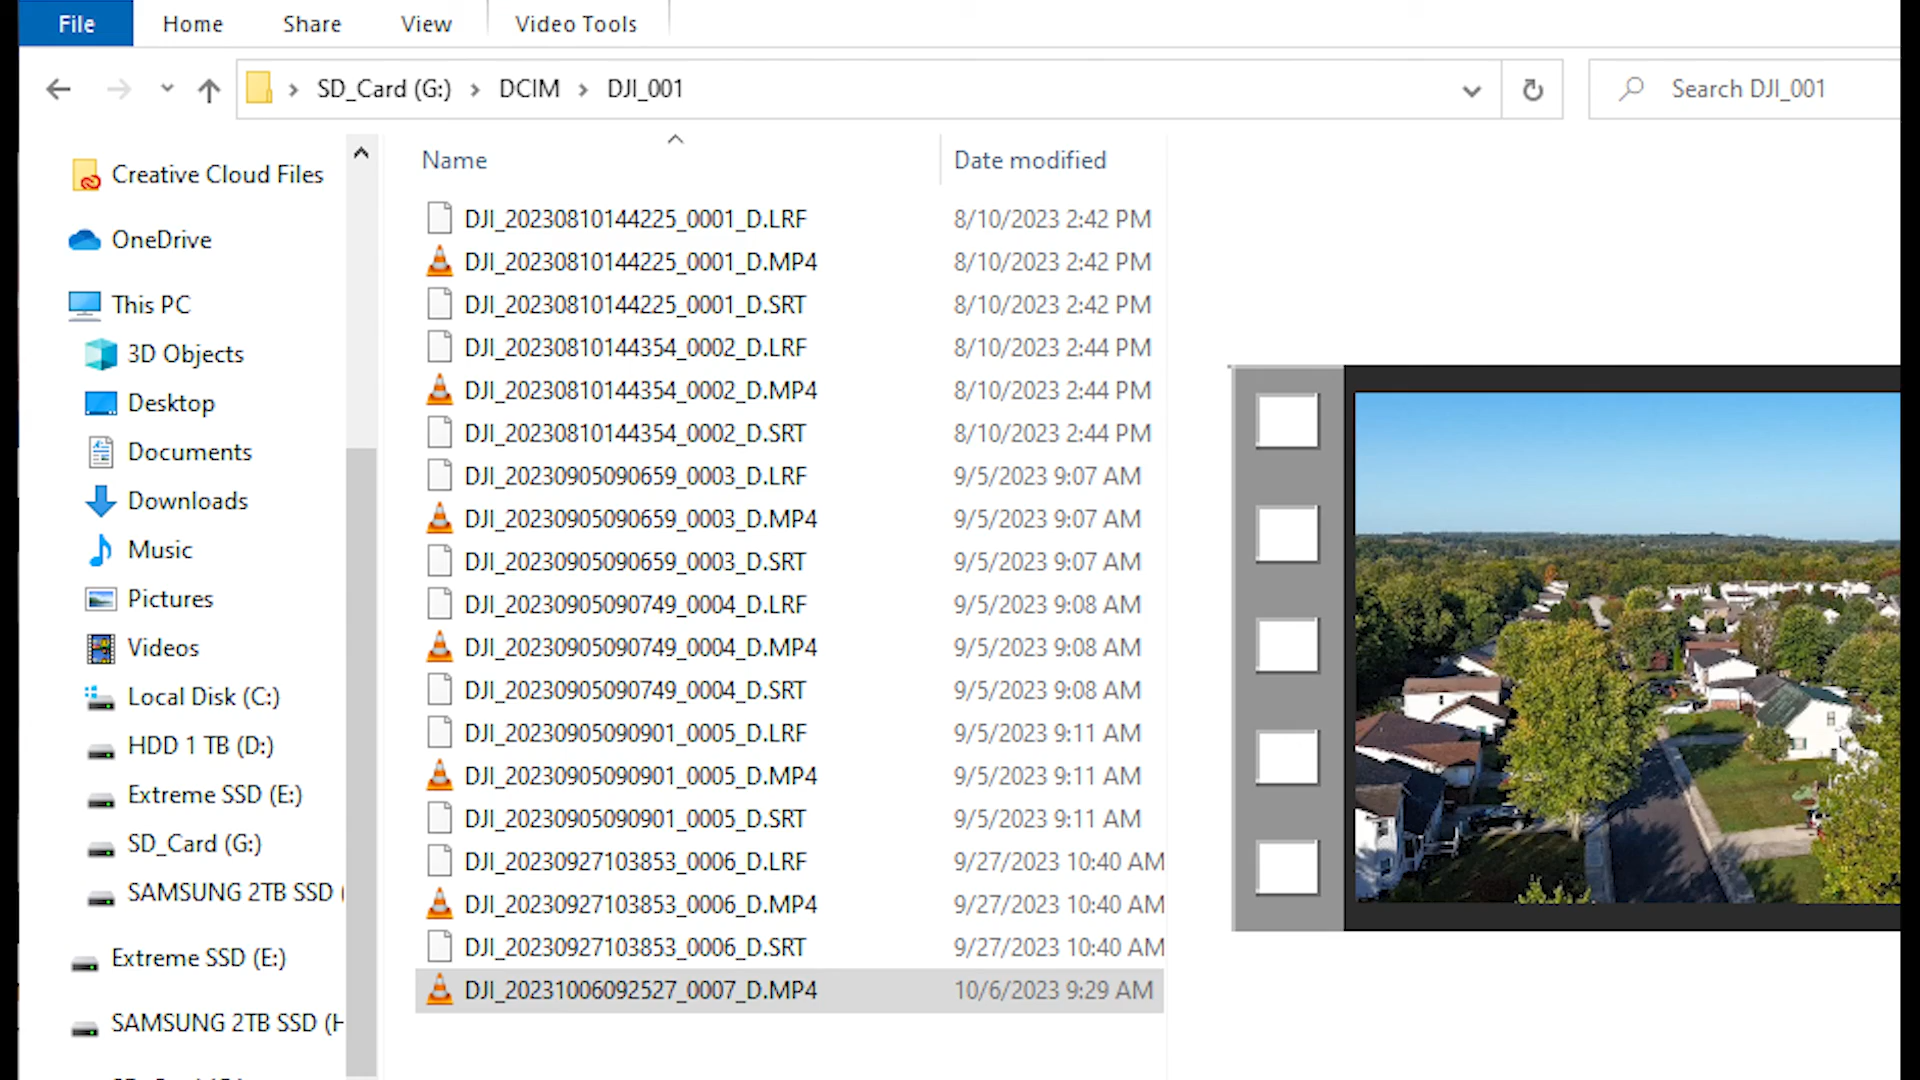 File Home Share View Video Tools
SD_Card (G:) DCIM DJI_001 Search DJI_001
Creative Cloud Files
OneDrive
This PC
3D Objects
Desktop
Documents
Downloads
Music
Pictures
Videos
Local Disk (C:)
HDD 1 TB (D:)
Extreme SSD (E:)
SD_Card (G:)
SAMSUNG 2TB SSD (
Extreme SSD (E:)
SAMSUNG 2TB SSD (H
Name Date modified
DJI_20230810144225_0001_D.LRF 8/10/2023 2:42 PM
DJI_20230810144225_0001_D.MP4 8/10/2023 2:42 PM
DJI_20230810144225_0001_D.SRT 8/10/2023 2:42 PM
DJI_20230810144354_0002_D.LRF 8/10/2023 2:44 PM
DJI_20230810144354_0002_D.MP4 8/10/2023 2:44 PM
DJI_20230810144354_0002_D.SRT 8/10/2023 2:44 PM
DJI_20230905090659_0003_D.LRF 9/5/2023 9:07 AM
DJI_20230905090659_0003_D.MP4 9/5/2023 9:07 AM
DJI_20230905090659_0003_D.SRT 9/5/2023 9:07 AM
DJI_20230905090749_0004_D.LRF 9/5/2023 9:08 AM
DJI_20230905090749_0004_D.MP4 9/5/2023 9:08 AM
DJI_20230905090749_0004_D.SRT 9/5/2023 9:08 AM
DJI_20230905090901_0005_D.LRF 9/5/2023 9:11 AM
DJI_20230905090901_0005_D.MP4 9/5/2023 9:11 AM
DJI_20230905090901_0005_D.SRT 9/5/2023 9:11 AM
DJI_20230927103853_0006_D.LRF 9/27/2023 10:40 AM
DJI_20230927103853_0006_D.MP4 9/27/2023 10:40 AM
DJI_20230927103853_0006_D.SRT 9/27/2023 10:40 AM
DJI_20231006092527_0007_D.MP4 10/6/2023 9:29 AM